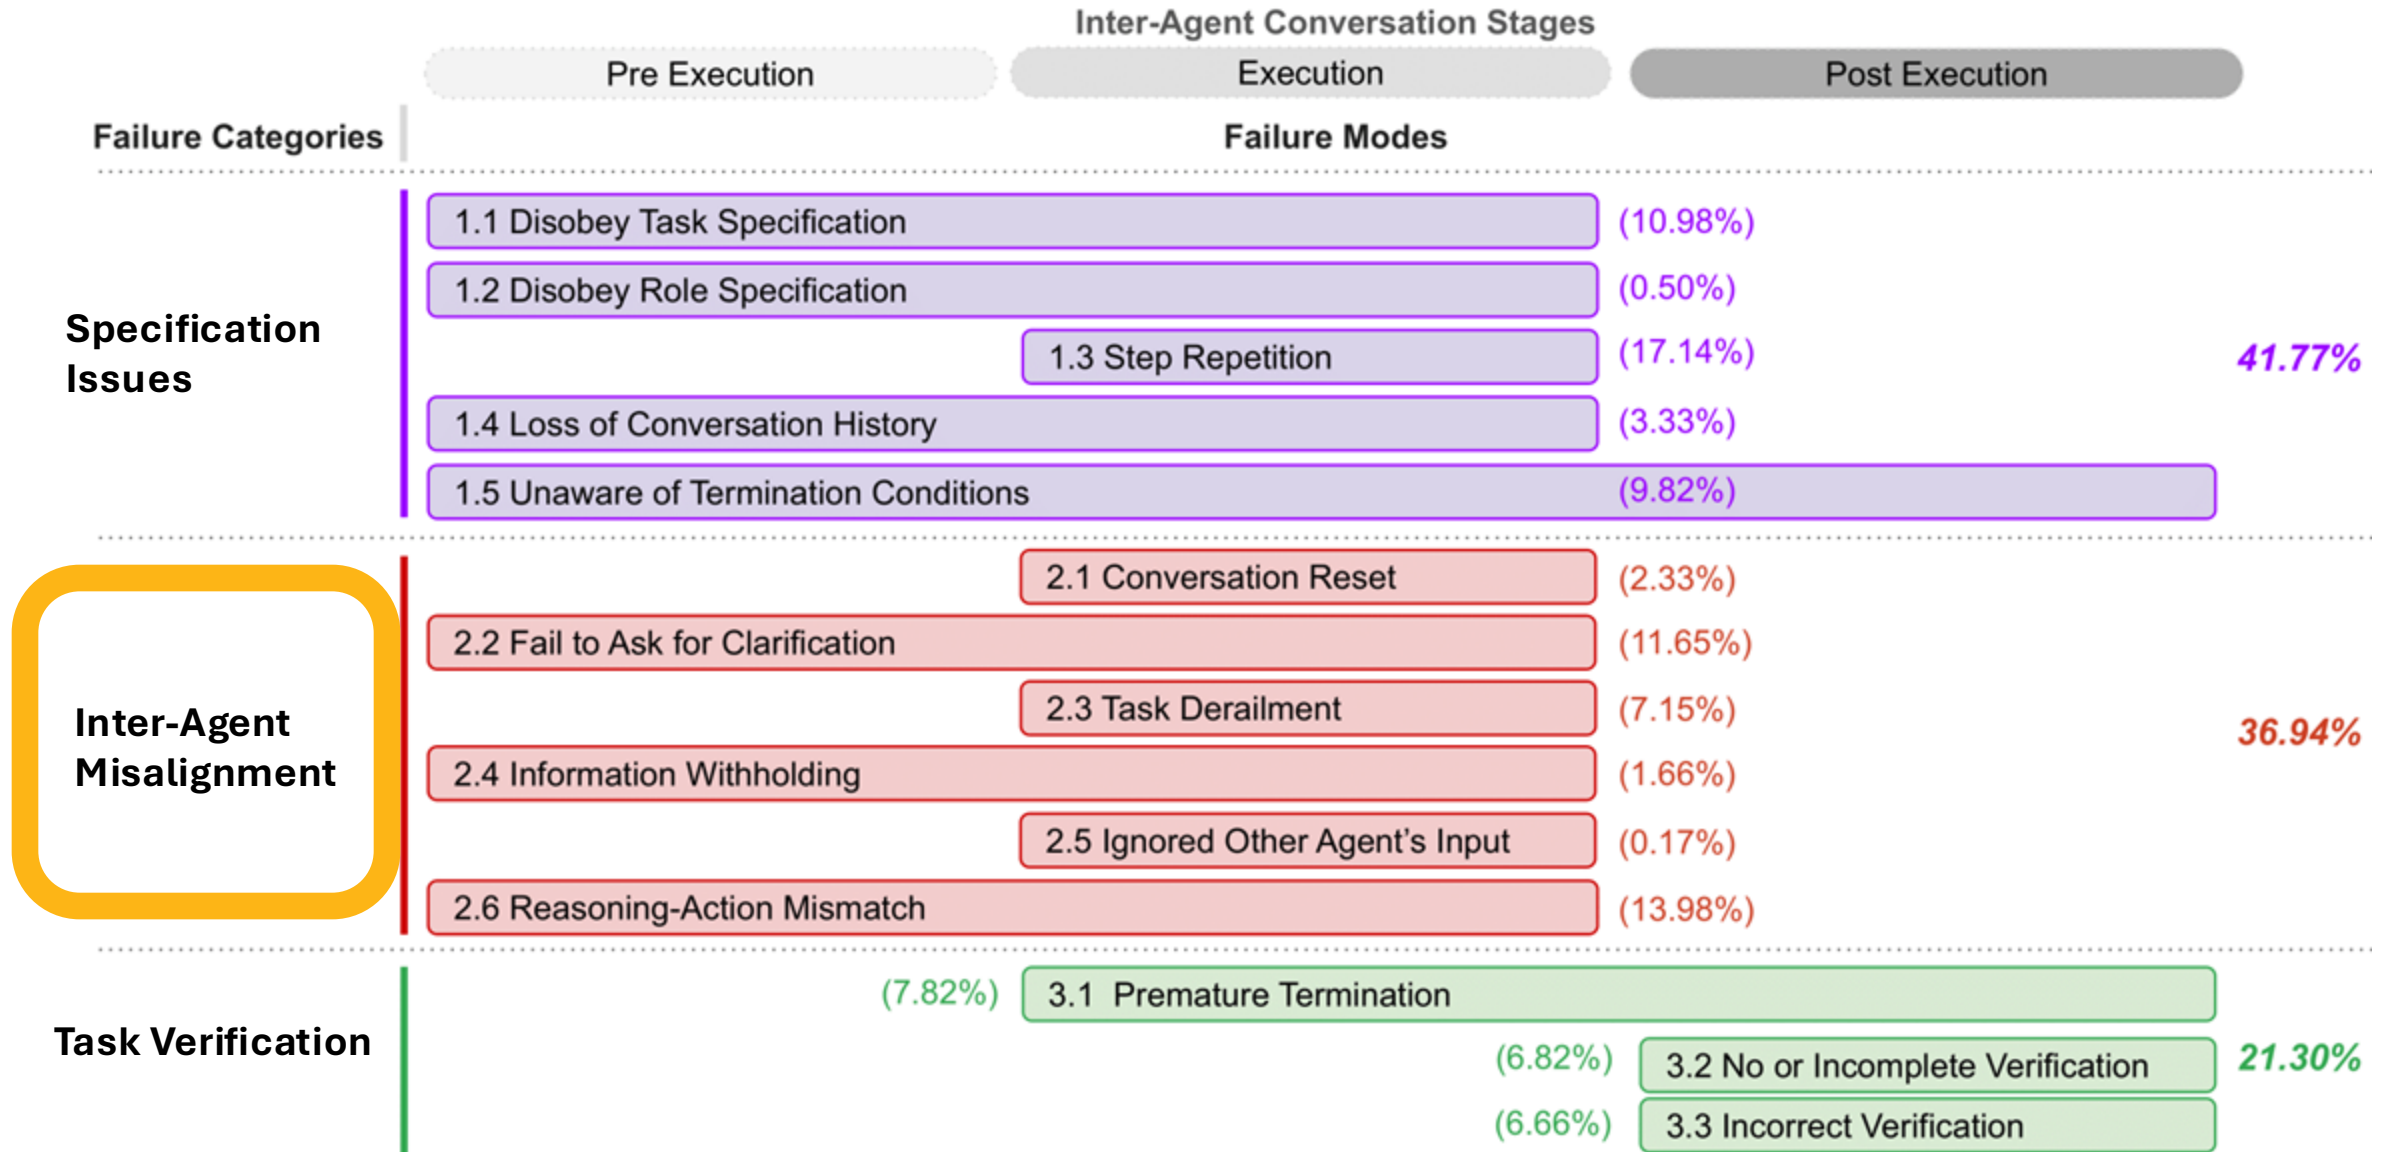 Inter-Agent Conversation Stages
Pre Execution
Execution
Post Execution
Failure Categories
Failure Modes
Specification
Issues
1.1 Disobey Task Specification
(10.98%)
1.2 Disobey Role Specification
(0.50%)
1.3 Step Repetition
(17.14%)
1.4 Loss of Conversation History
(3.33%)
1.5 Unaware of Termination Conditions
(9.82%)
41.77%
Inter-Agent
Misalignment
2.1 Conversation Reset
(2.33%)
2.2 Fail to Ask for Clarification
(11.65%)
2.3 Task Derailment
(7.15%)
2.4 Information Withholding
(1.66%)
2.5 Ignored Other Agent’s Input
(0.17%)
2.6 Reasoning-Action Mismatch
(13.98%)
36.94%
Task Verification
(7.82%)
3.1 Premature Termination
(6.82%)
3.2 No or Incomplete Verification
(6.66%)
3.3 Incorrect Verification
21.30%